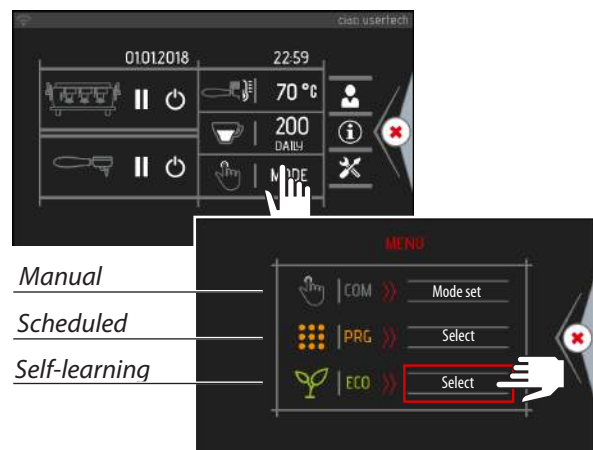 ciao usertech
01.01.2018 22:59
70 °c
200
DAILY
MODE
MENU
Manual
COM Mode set
Scheduled
PRG Select
Self-learning
ECO Select